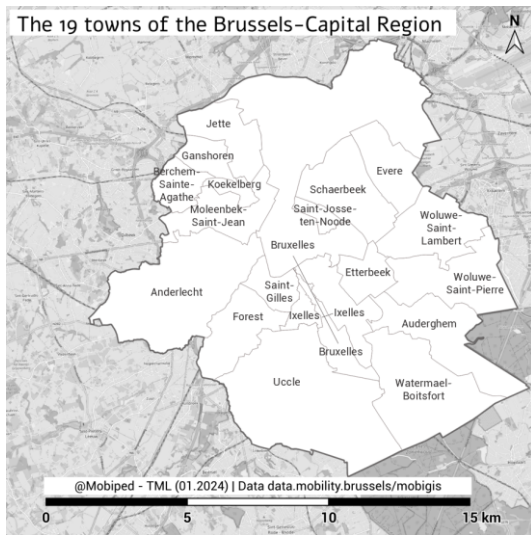 The 19 towns of the Brussels-Capital Region
N
Jette
Ganshoren
Evere
Berchem-
Sainte-
Agathe
Koekelberg
Schaerbeek
Moleenbek-
Saint-Jean
Saint-Josse-
ten-Noode
Woluwe-
Saint-
Lambert
Bruxelles
Etterbeek
Woluwe-
Saint-Pierre
Anderlecht
Saint-
Gilles
Forest
Ixelles
Ixelles
Auderghem
Bruxelles
Uccle
Watermael-
Boitsfort
@Mobiped - TML (01.2024) | Data data.mobility.brussels/mobigis
0 5 10 15 km